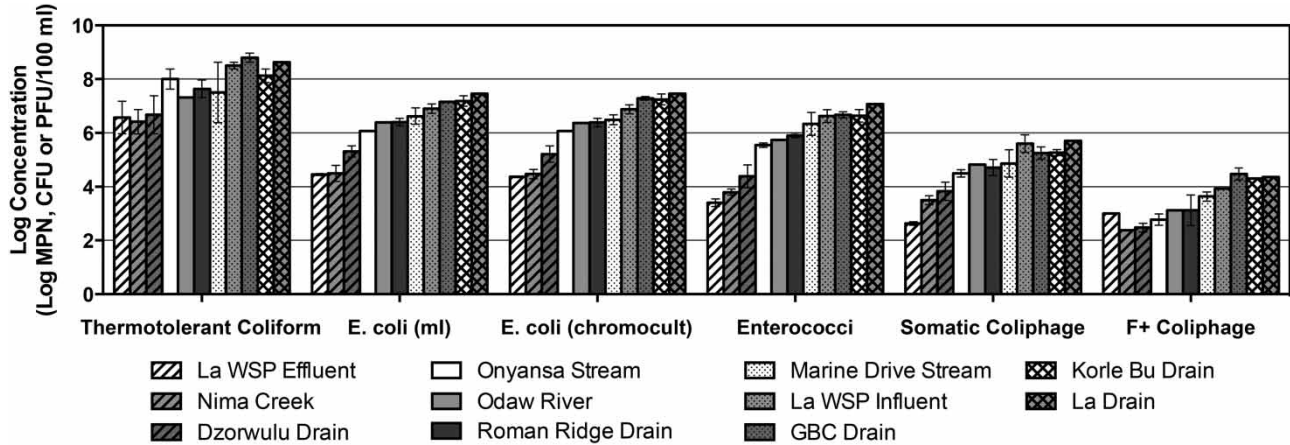 Log Concentration
(Log MPN, CFU or PFU/100 ml)
10
8
6
4
2
0
Thermotolerant Coliform
E. coli (ml)
E. coli (chromocult)
Enterococci
Somatic Coliphage
F+ Coliphage
La WSP Effluent
Onyansa Stream
Marine Drive Stream
Korle Bu Drain
Nima Creek
Odaw River
La WSP Influent
La Drain
Dzorwulu Drain
Roman Ridge Drain
GBC Drain